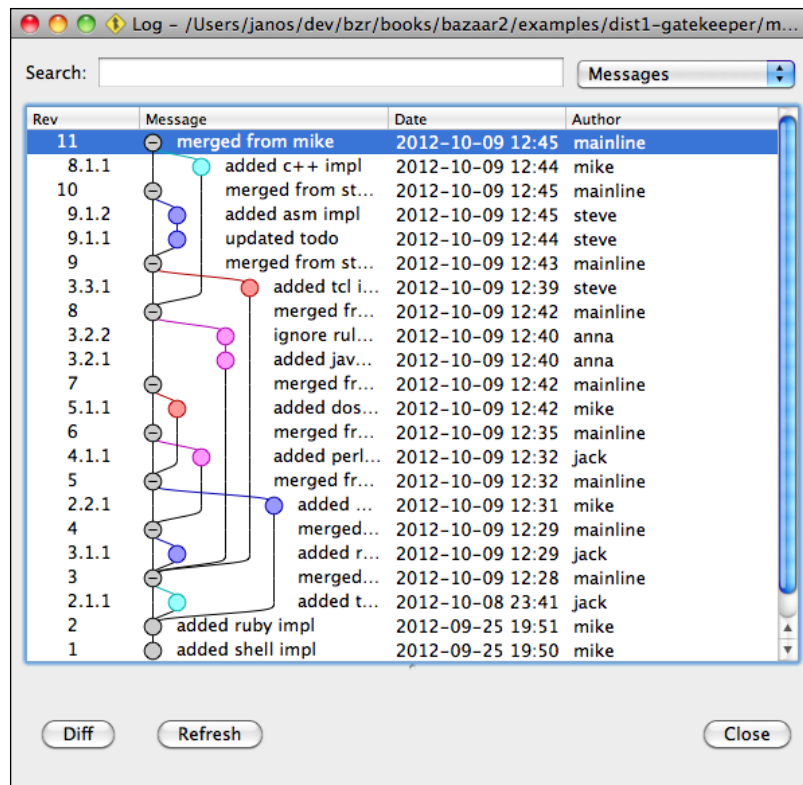 Log – /Users/janos/dev/bzr/books/bazaar2/examples/dist1-gatekeeper/m...
Search: Messages
Rev Message Date Author
11 merged from mike 2012-10-09 12:45 mainline
8.1.1 added c++ impl 2012-10-09 12:44 mike
10 merged from st... 2012-10-09 12:45 mainline
9.1.2 added asm impl 2012-10-09 12:45 steve
9.1.1 updated todo 2012-10-09 12:44 steve
9 merged from st... 2012-10-09 12:43 mainline
3.3.1 added tcl i... 2012-10-09 12:39 steve
8 merged fr... 2012-10-09 12:42 mainline
3.2.2 ignore rul... 2012-10-09 12:40 anna
3.2.1 added jav... 2012-10-09 12:40 anna
7 merged fr... 2012-10-09 12:42 mainline
5.1.1 added dos... 2012-10-09 12:42 mike
6 merged fr... 2012-10-09 12:35 mainline
4.1.1 added perl... 2012-10-09 12:32 jack
5 merged fr... 2012-10-09 12:32 mainline
2.2.1 added ... 2012-10-09 12:31 mike
4 merged... 2012-10-09 12:29 mainline
3.1.1 added r... 2012-10-09 12:29 jack
3 merged... 2012-10-09 12:28 mainline
2.1.1 added t... 2012-10-08 23:41 jack
2 added ruby impl 2012-09-25 19:51 mike
1 added shell impl 2012-09-25 19:50 mike
Diff Refresh Close